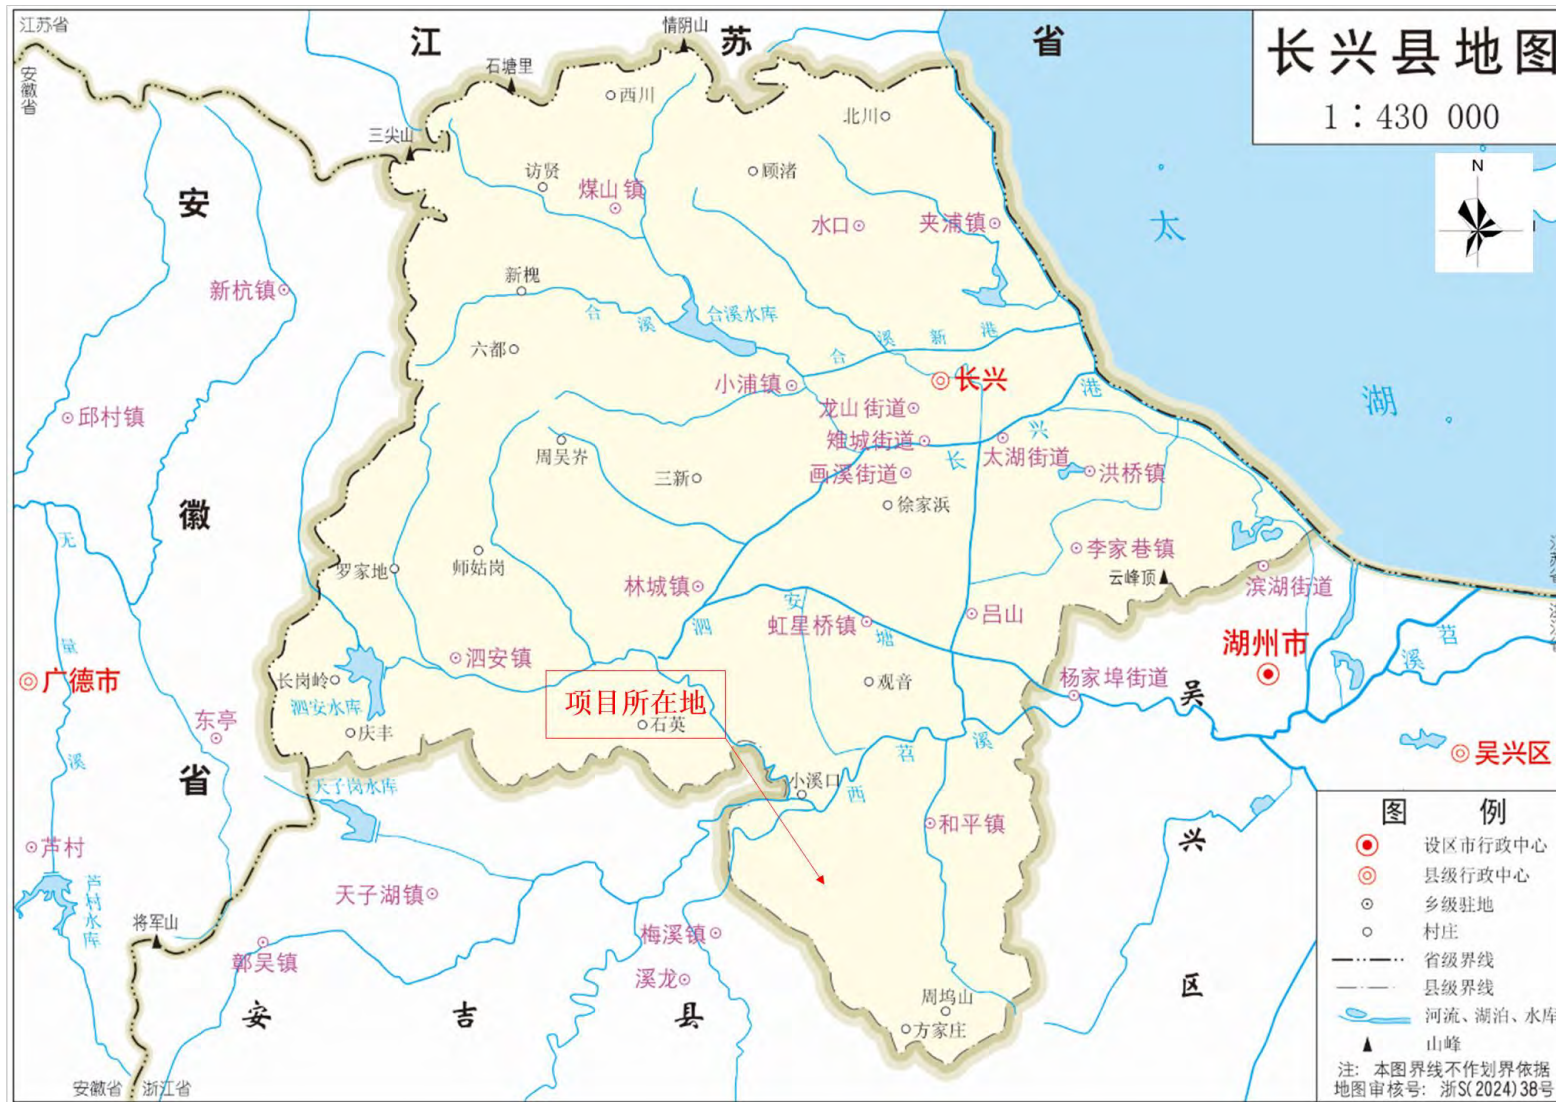 长兴县地图
1：430 000
N
江苏省
安徽省
江
苏
省
情阴山
石塘里
西川
北川
三尖山
访贤
煤山镇
顾渚
水口
夹浦镇
太
湖
安
徽
省
新杭镇
新槐
合
溪
合溪水库
合
溪
新
港
六都
小浦镇
长兴
龙山街道
雉城街道
画溪街道
长
兴
港
太湖街道
洪桥镇
邱村镇
周吴岕
三新
徐家浜
李家巷镇
云峰顶
滨湖街道
江苏省
浙江省
无
量
溪
罗家地
师姑岗
林城镇
泗
安
塘
虹星桥镇
吕山
湖州市
苕
溪
广德市
泗安镇
长岗岭
泗安水库
庆丰
项目所在地
石英
观音
杨家埠街道
吴
兴
区
吴兴区
东亭
天子岗水库
小溪口
西
苕
溪
和平镇
芦村
芦村水库
天子湖镇
将军山
鄣吴镇
梅溪镇
溪龙
安
吉
县
周坞山
方家庄
安徽省
浙江省
图 例
设区市行政中心
县级行政中心
乡级驻地
村庄
省级界线
县级界线
河流、湖泊、水库
山峰
注: 本图界线不作划界依据
地图审核号: 浙S(2024)38号